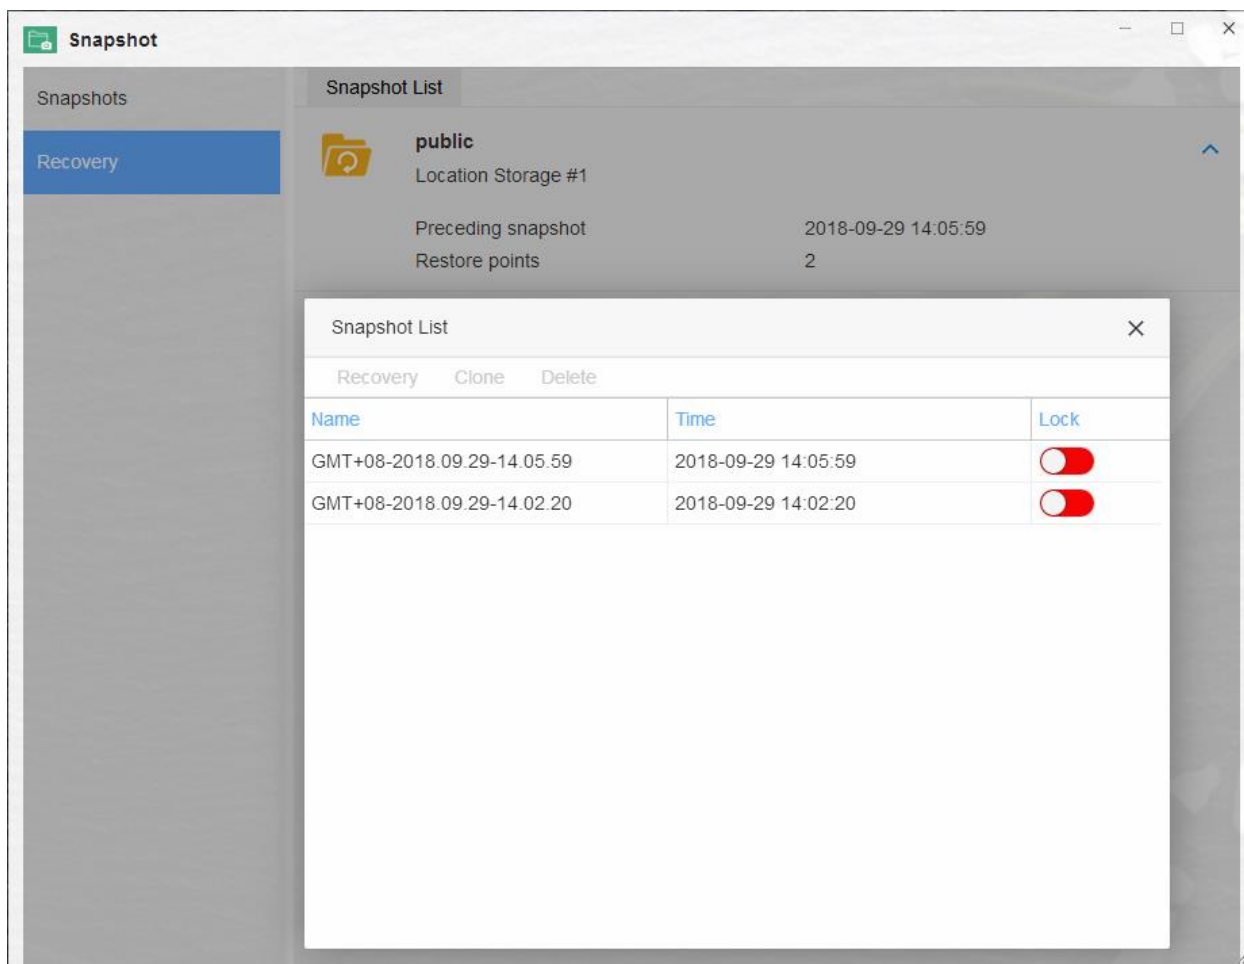 Snapshot
Snapshots
Recovery
Snapshot List
public
Location Storage #1
Preceding snapshot 2018-09-29 14:05:59
Restore points 2
Snapshot List
Recovery Clone Delete
Name Time Lock
GMT+08-2018.09.29-14.05.59 2018-09-29 14:05:59
GMT+08-2018.09.29-14.02.20 2018-09-29 14:02:20